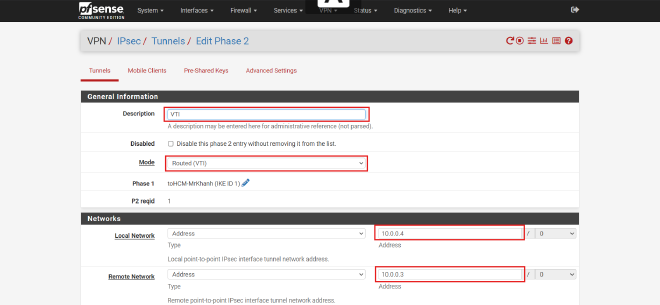 pfsense
COMMUNITY EDITION
System Interfaces Firewall Services VPN Status Diagnostics Help
VPN / IPsec / Tunnels / Edit Phase 2
Tunnels Mobile Clients Pre-Shared Keys Advanced Settings
General Information
Description VTI
A description may be entered here for administrative reference (not parsed).
Disabled Disable this phase 2 entry without removing it from the list.
Mode Routed (VTI)
Phase 1 toHCM-MrKhanh (IKE ID 1)
P2 reqid 1
Networks
Local Network Address 10.0.0.4 / 0
Type Address
Local point-to-point IPsec interface tunnel network address.
Remote Network Address 10.0.0.3 / 0
Type Address
Remote point-to-point IPsec interface tunnel network address.